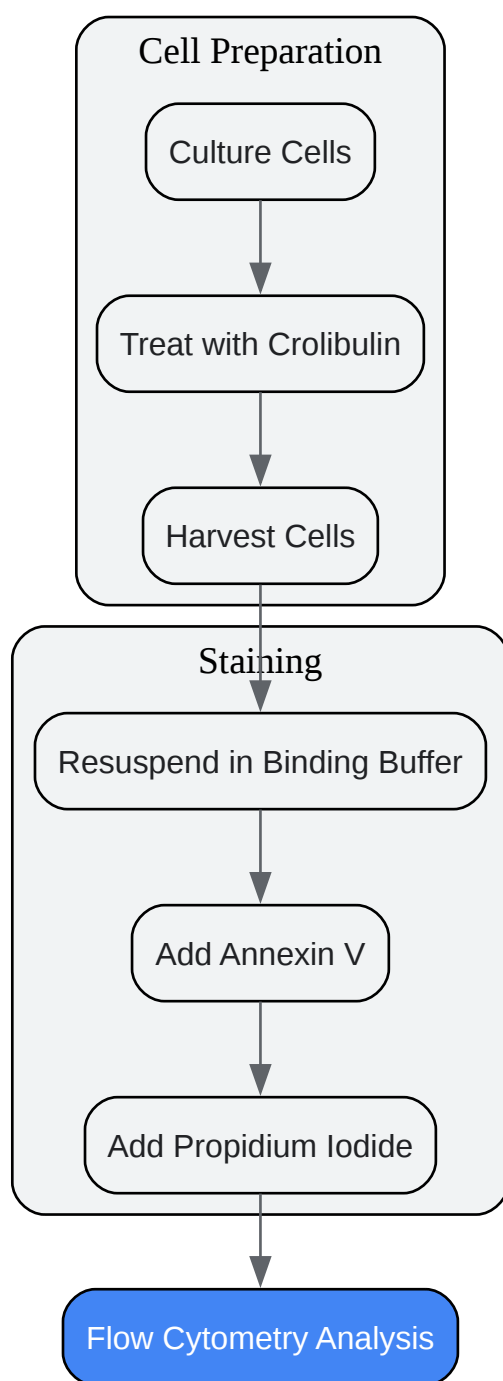 Cell Preparation
Culture Cells
Treat with Crolibulin
Harvest Cells
Staining
Resuspend in Binding Buffer
Add Annexin V
Add Propidium Iodide
Flow Cytometry Analysis